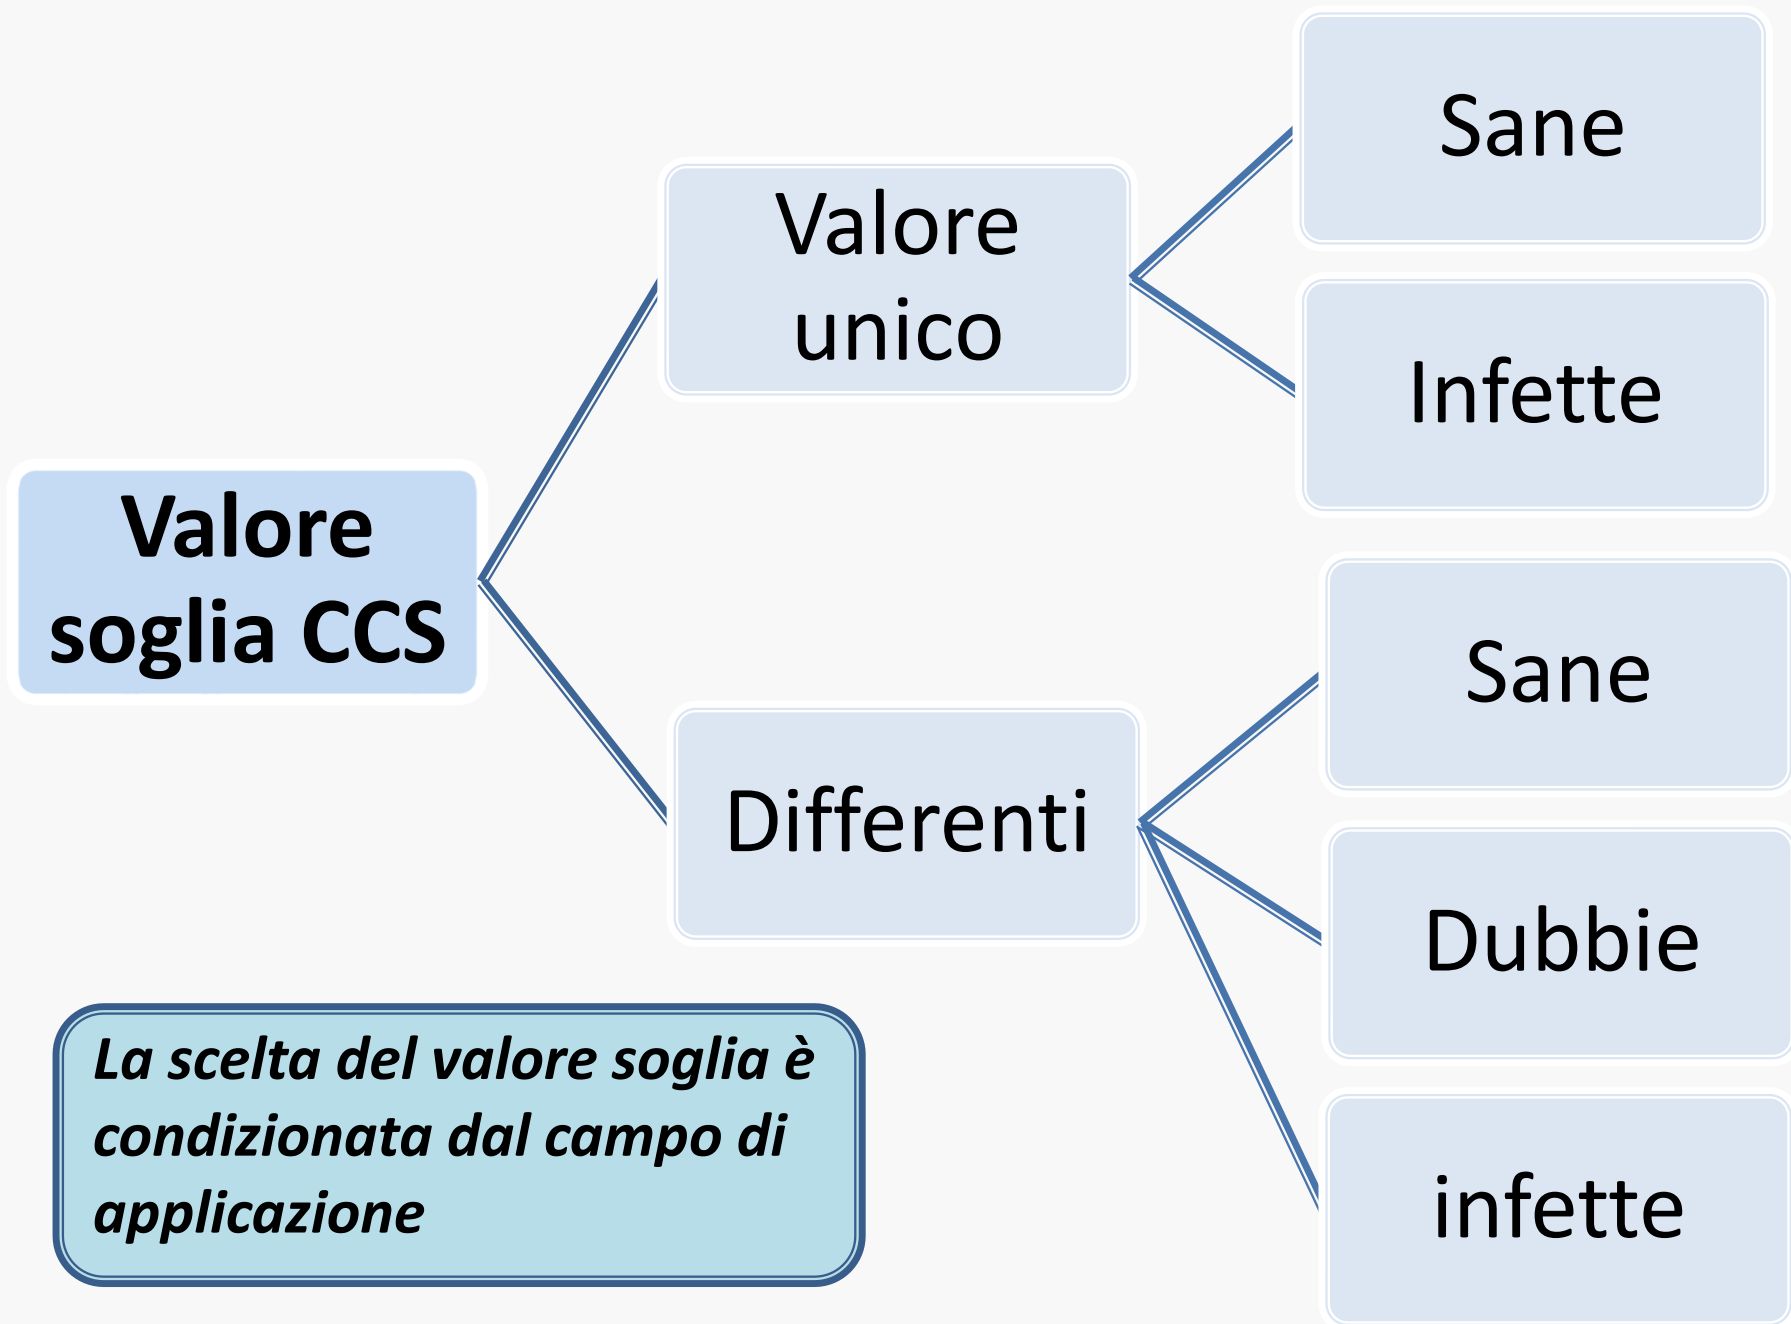 Valore
soglia CCS
Valore
unico
Sane
Infette
Differenti
Sane
Dubbie
infette
La scelta del valore soglia è
condizionata dal campo di
applicazione